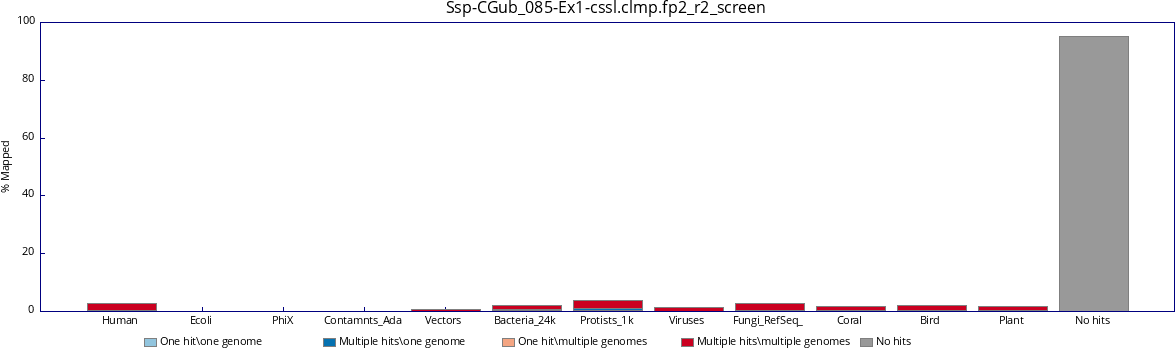 Ssp-CGub_085-Ex1-cssl.clmp.fp2_r2_screen
100
80
60
40
20
0
% Mapped
Human Ecoli PhiX Contamnts_Ada Vectors Bacteria_24k Protists_1k Viruses Fungi_RefSeq_ Coral Bird Plant No hits
One hit\one genome Multiple hits\one genome One hit\multiple genomes Multiple hits\multiple genomes No hits